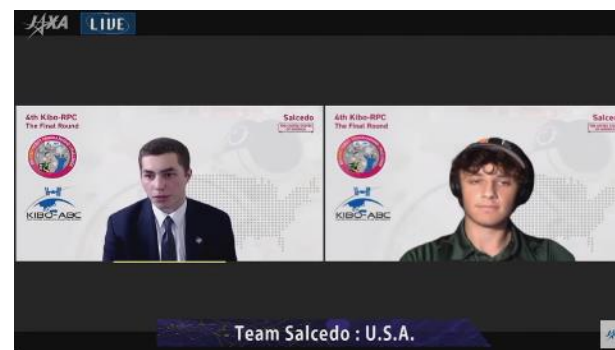 JAXA LIVE
4th Kibo-RPC
The Final Round
Salcedo
KIBO-ABC
4th Kibo-RPC
The Final Round
Salce
KIBO-ABC
Team Salcedo : U.S.A.